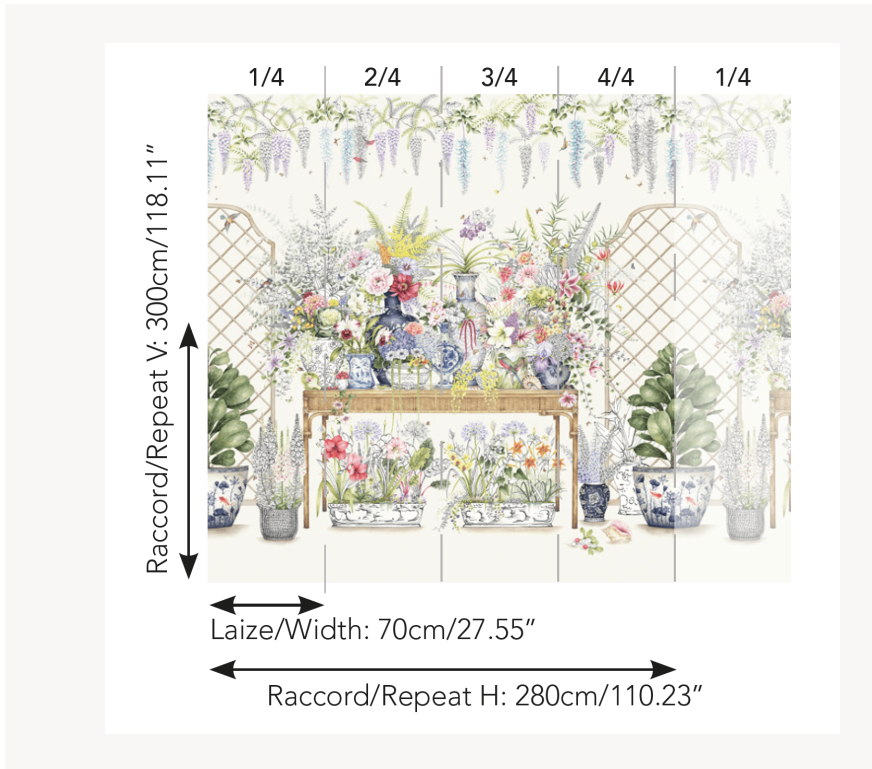 1/4 2/4 3/4 4/4 1/4
Raccord/Repeat V: 300cm/118.11”
Laize/Width: 70cm/27.55”
Raccord/Repeat H: 280cm/110.23”